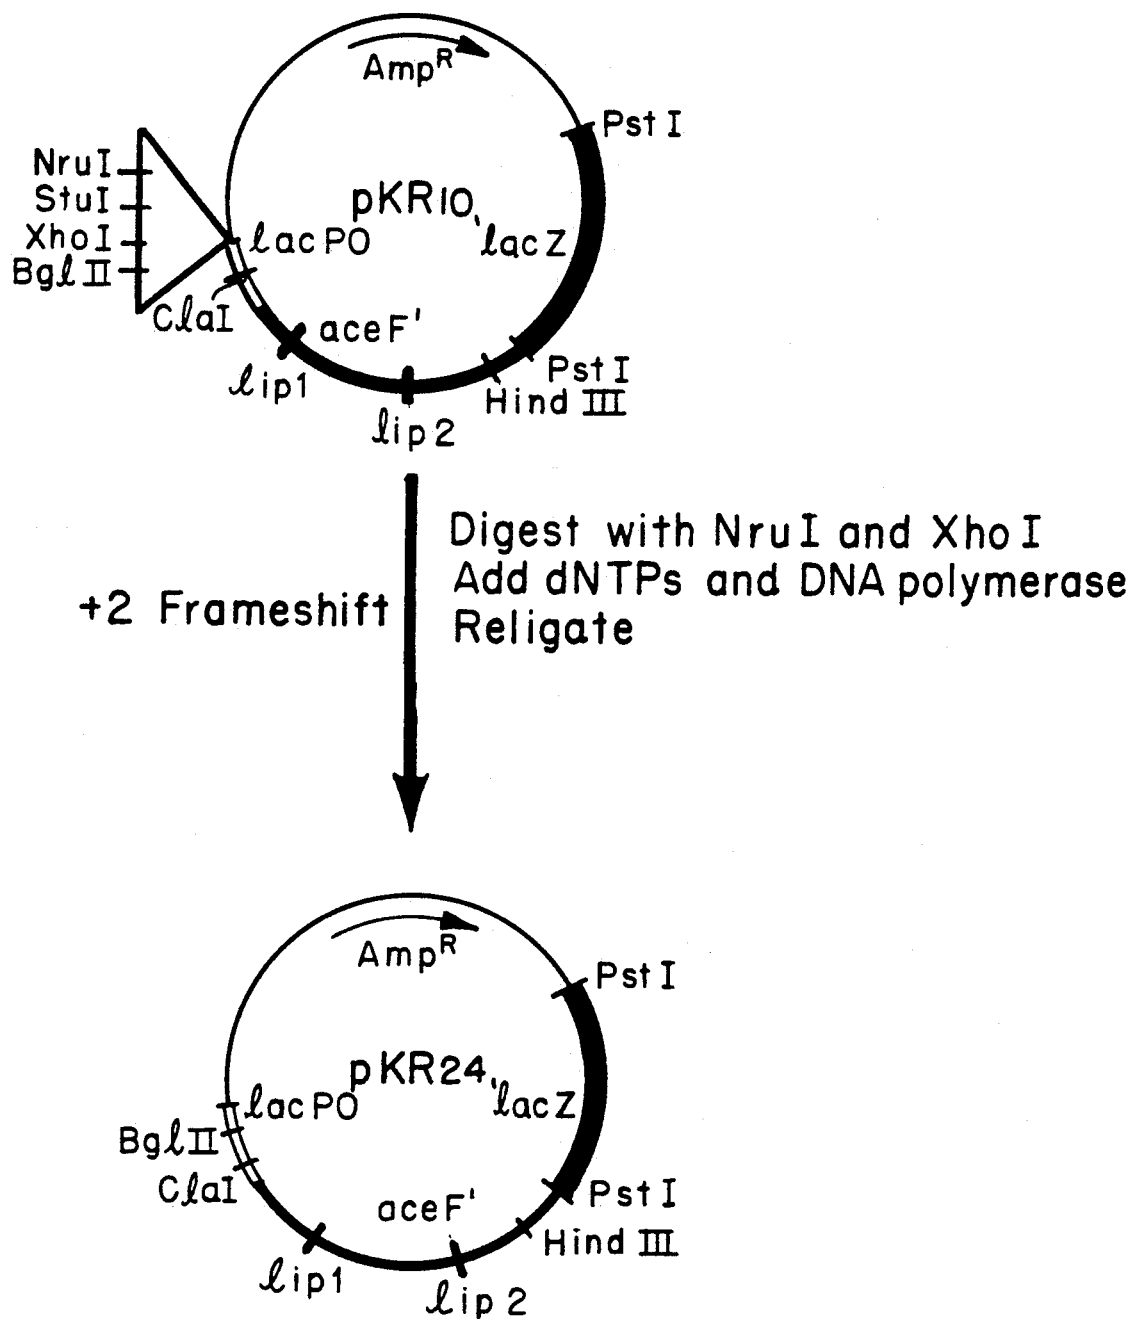 Amp^R
Pst I
NruI
StuI
XhoI
BglII
pKR10
lacPO
'lacZ
ClaI
aceF'
lip1
Pst I
Hind III
lip2
Digest with NruI and XhoI
Add dNTPs and DNA polymerase
Religate
+2 Frameshift
Amp^R
Pst I
pKR24
lacPO
'lacZ
BglII
ClaI
Pst I
aceF'
Hind III
lip1
lip2